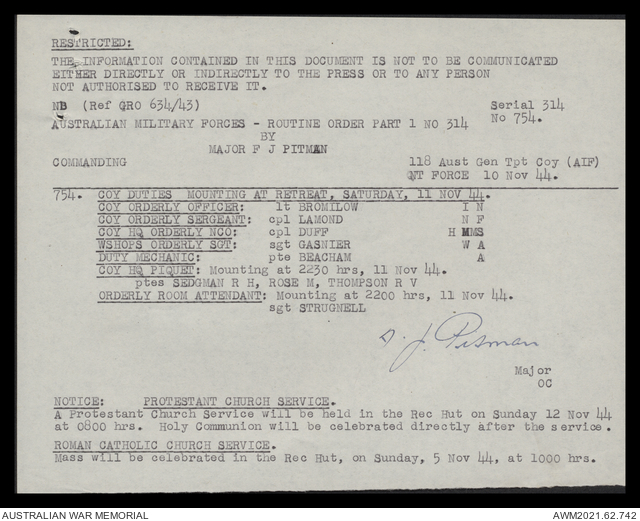 RESTRICTED:
THE INFORMATION CONTAINED IN THIS DOCUMENT IS NOT TO BE COMMUNICATED
EITHER DIRECTLY OR INDIRECTLY TO THE PRESS OR TO ANY PERSON
NOT AUTHORISED TO RECEIVE IT.
NB (Ref GRO 634/43) Serial 314
AUSTRALIAN MILITARY FORCES - ROUTINE ORDER PART 1 NO 314 No 754.
BY
MAJOR F J PITMAN
COMMANDING 118 Aust Gen Tpt Coy (AIF)
NT FORCE 10 Nov 44.
754. COY DUTIES MOUNTING AT RETREAT, SATURDAY, 11 NOV 44.
COY ORDERLY OFFICER: lt BROMILOW I N
COY ORDERLY SERGEANT: cpl LAMOND N F
COY HQ ORDERLY NCO: cpl DUFF H MMS
WSHOPS ORDERLY SGT: sgt GASNIER W A
DUTY MECHANIC: pte BEACHAM A
COY HQ PIQUET: Mounting at 2230 hrs, 11 Nov 44.
ptes SEDGMAN R H, ROSE M, THOMPSON R V
ORDERLY ROOM ATTENDANT: Mounting at 2200 hrs, 11 Nov 44.
sgt STRUGNELL
J. Pitman
Major
OC
NOTICE: PROTESTANT CHURCH SERVICE.
A Protestant Church Service will be held in the Rec Hut on Sunday 12 Nov 44
at 0800 hrs. Holy Communion will be celebrated directly after the service.
ROMAN CATHOLIC CHURCH SERVICE.
Mass will be celebrated in the Rec Hut, on Sunday, 5 Nov 44, at 1000 hrs.
AUSTRALIAN WAR MEMORIAL AWM2021.62.742